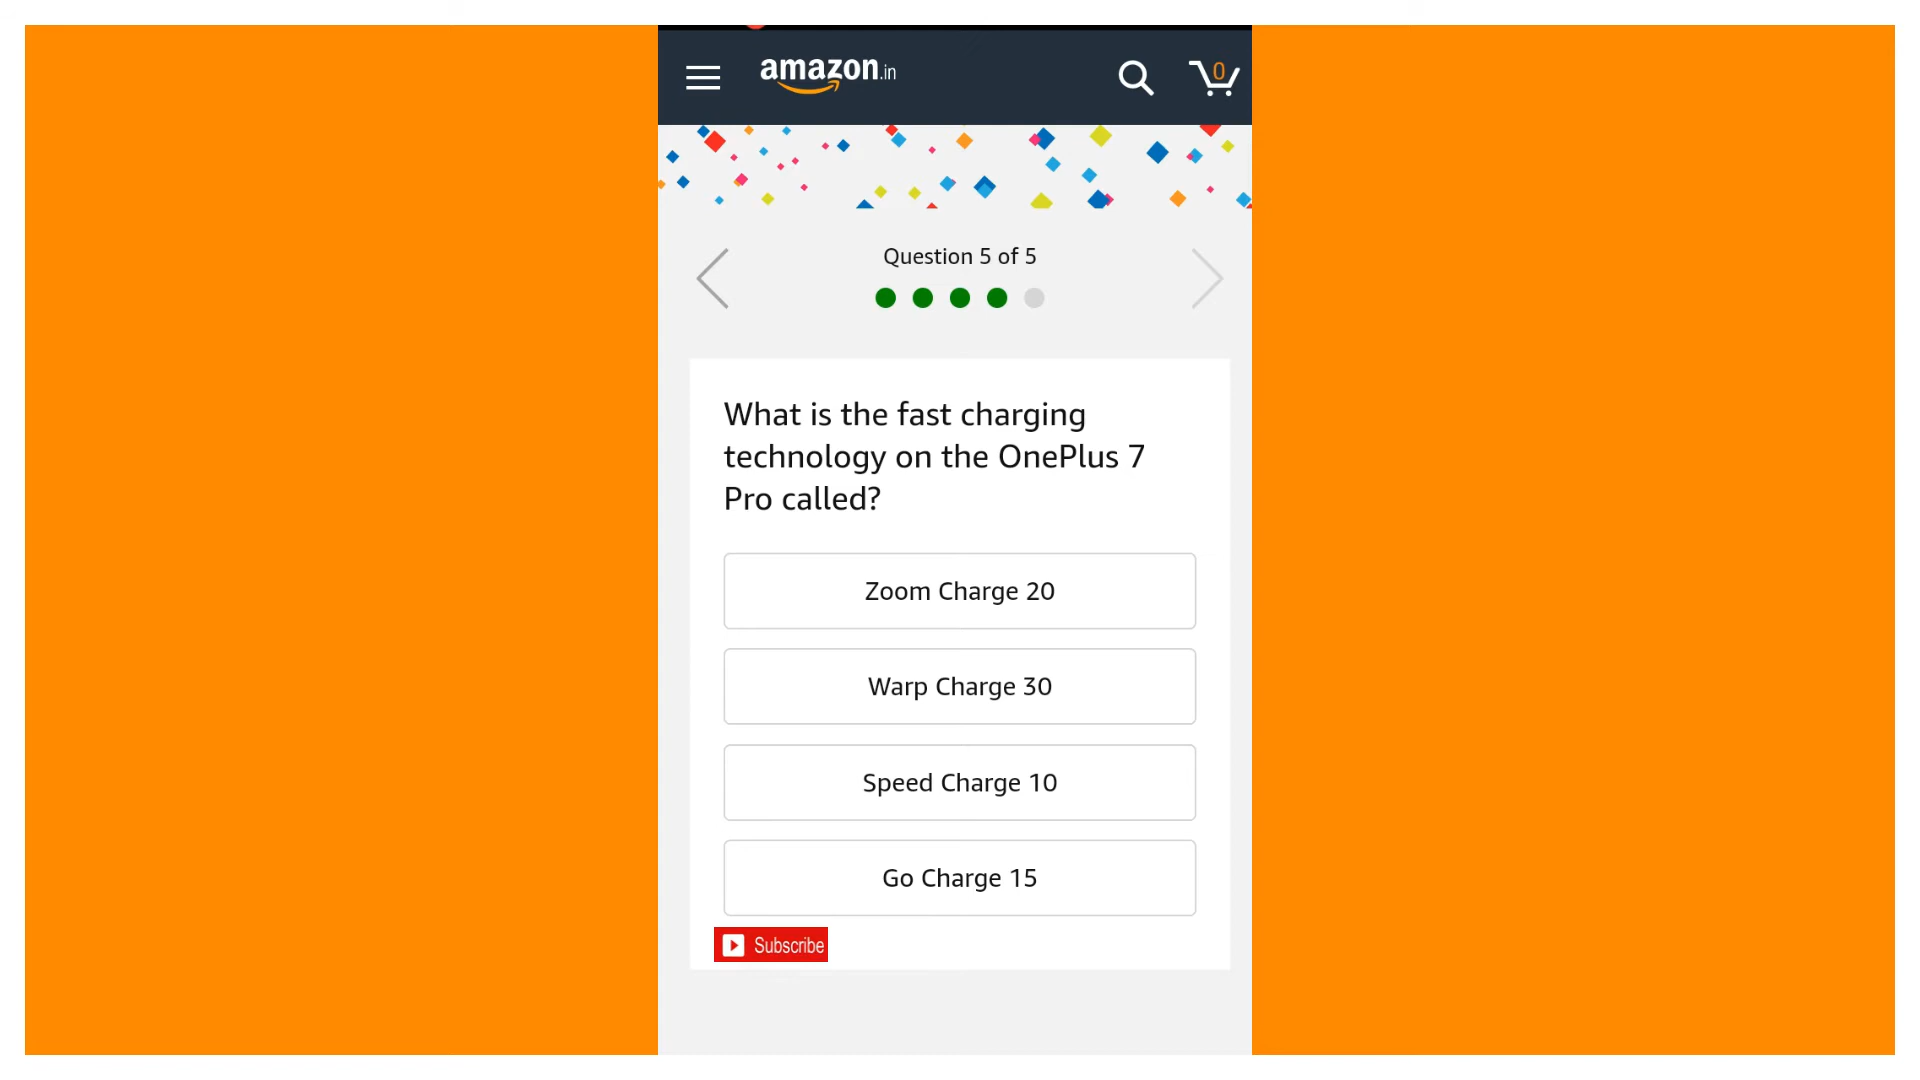 amazon.in
0
Question 5 of 5
What is the fast charging
technology on the OnePlus 7
Pro called?
Zoom Charge 20
Warp Charge 30
Speed Charge 10
Go Charge 15
Subscribe